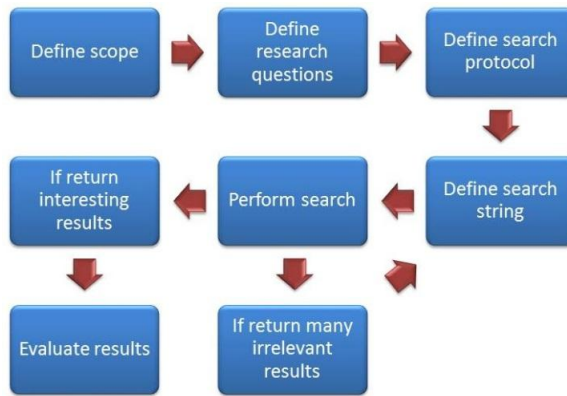 Define scope
Define
research
questions
Define search
protocol
If return
interesting
results
Perform search
Define search
string
Evaluate results
If return many
irrelevant
results